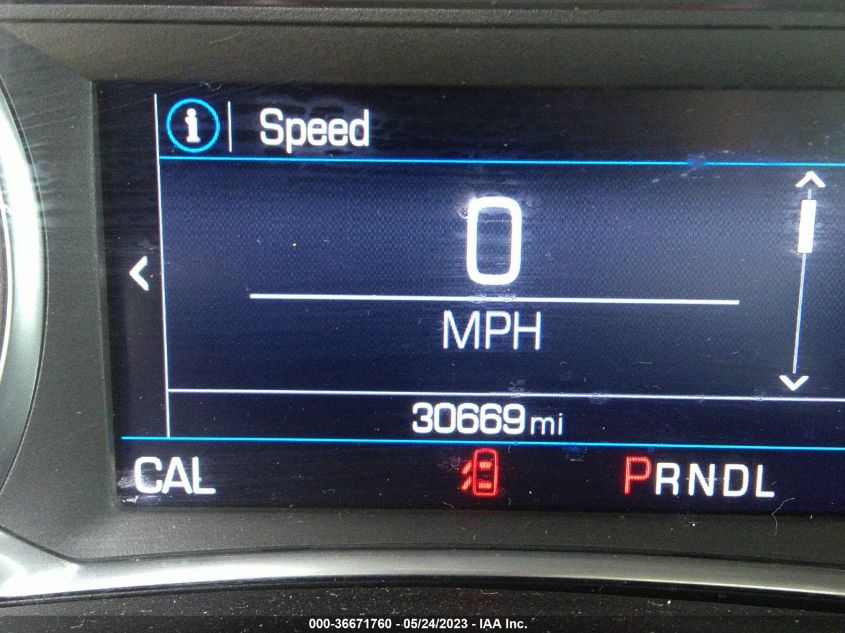 i Speed
0
MPH
30669 mi
CAL PRNDL
000-36671760 - 05/24/2023 - IAA Inc.